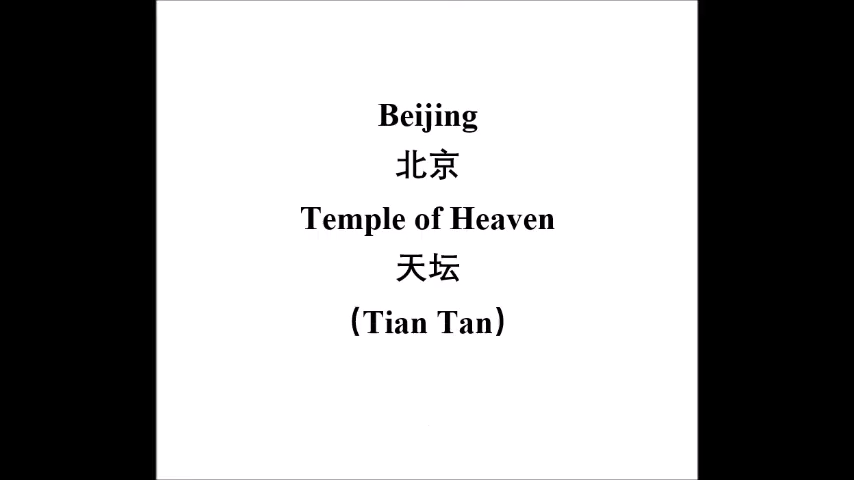 Beijing
北京
Temple of Heaven
天坛
(Tian Tan)